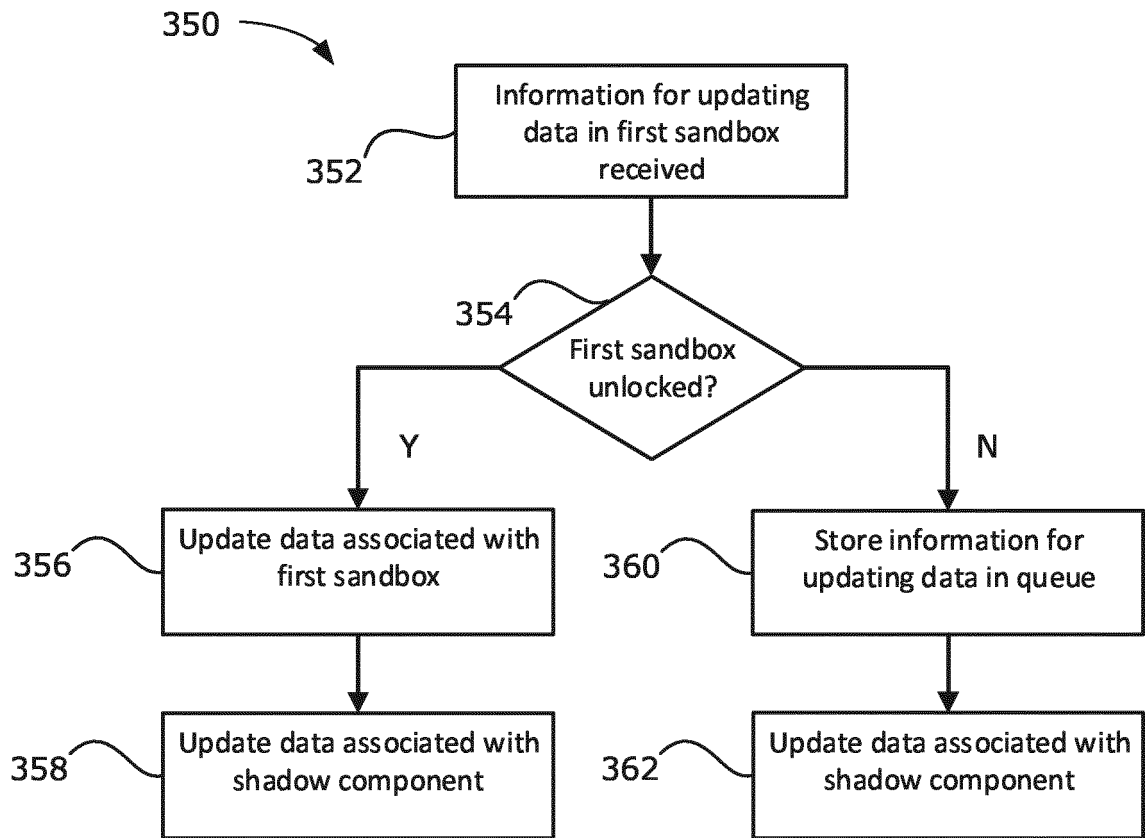 350
Information for updating
data in first sandbox
received
352
354
First sandbox
unlocked?
Y
N
Update data associated with
first sandbox
356
Store information for
updating data in queue
360
Update data associated with
shadow component
358
Update data associated with
shadow component
362